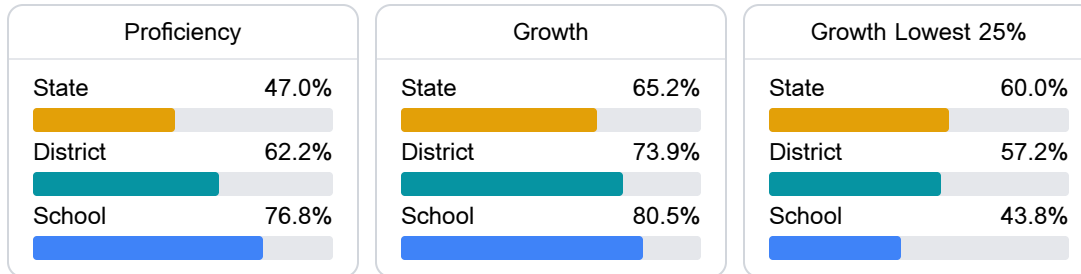 Proficiency
State 47.0%
District 62.2%
School 76.8%
Growth
State 65.2%
District 73.9%
School 80.5%
Growth Lowest 25%
State 60.0%
District 57.2%
School 43.8%